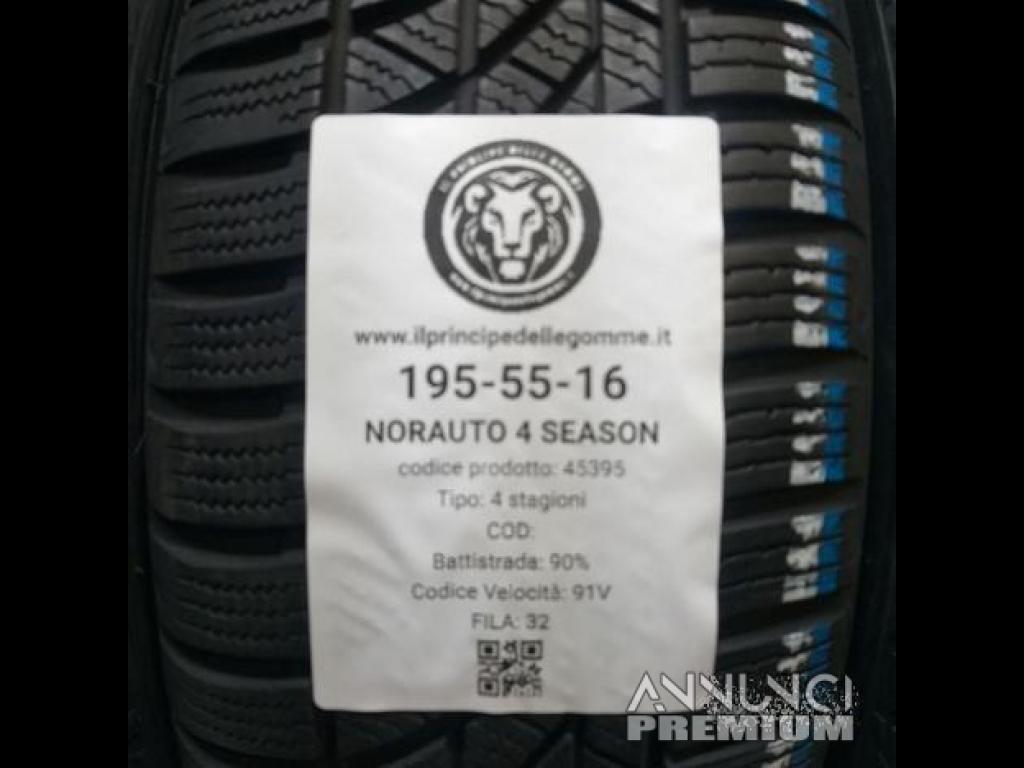 www.ilprincipedellegomme.it
195-55-16
NORAUTO 4 SEASON
codice prodotto: 45395
Tipo: 4 stagioni
COD:
Battistrada: 90%
Codice Velocità: 91V
FILA: 32
ANNUNCI
PREMIUM